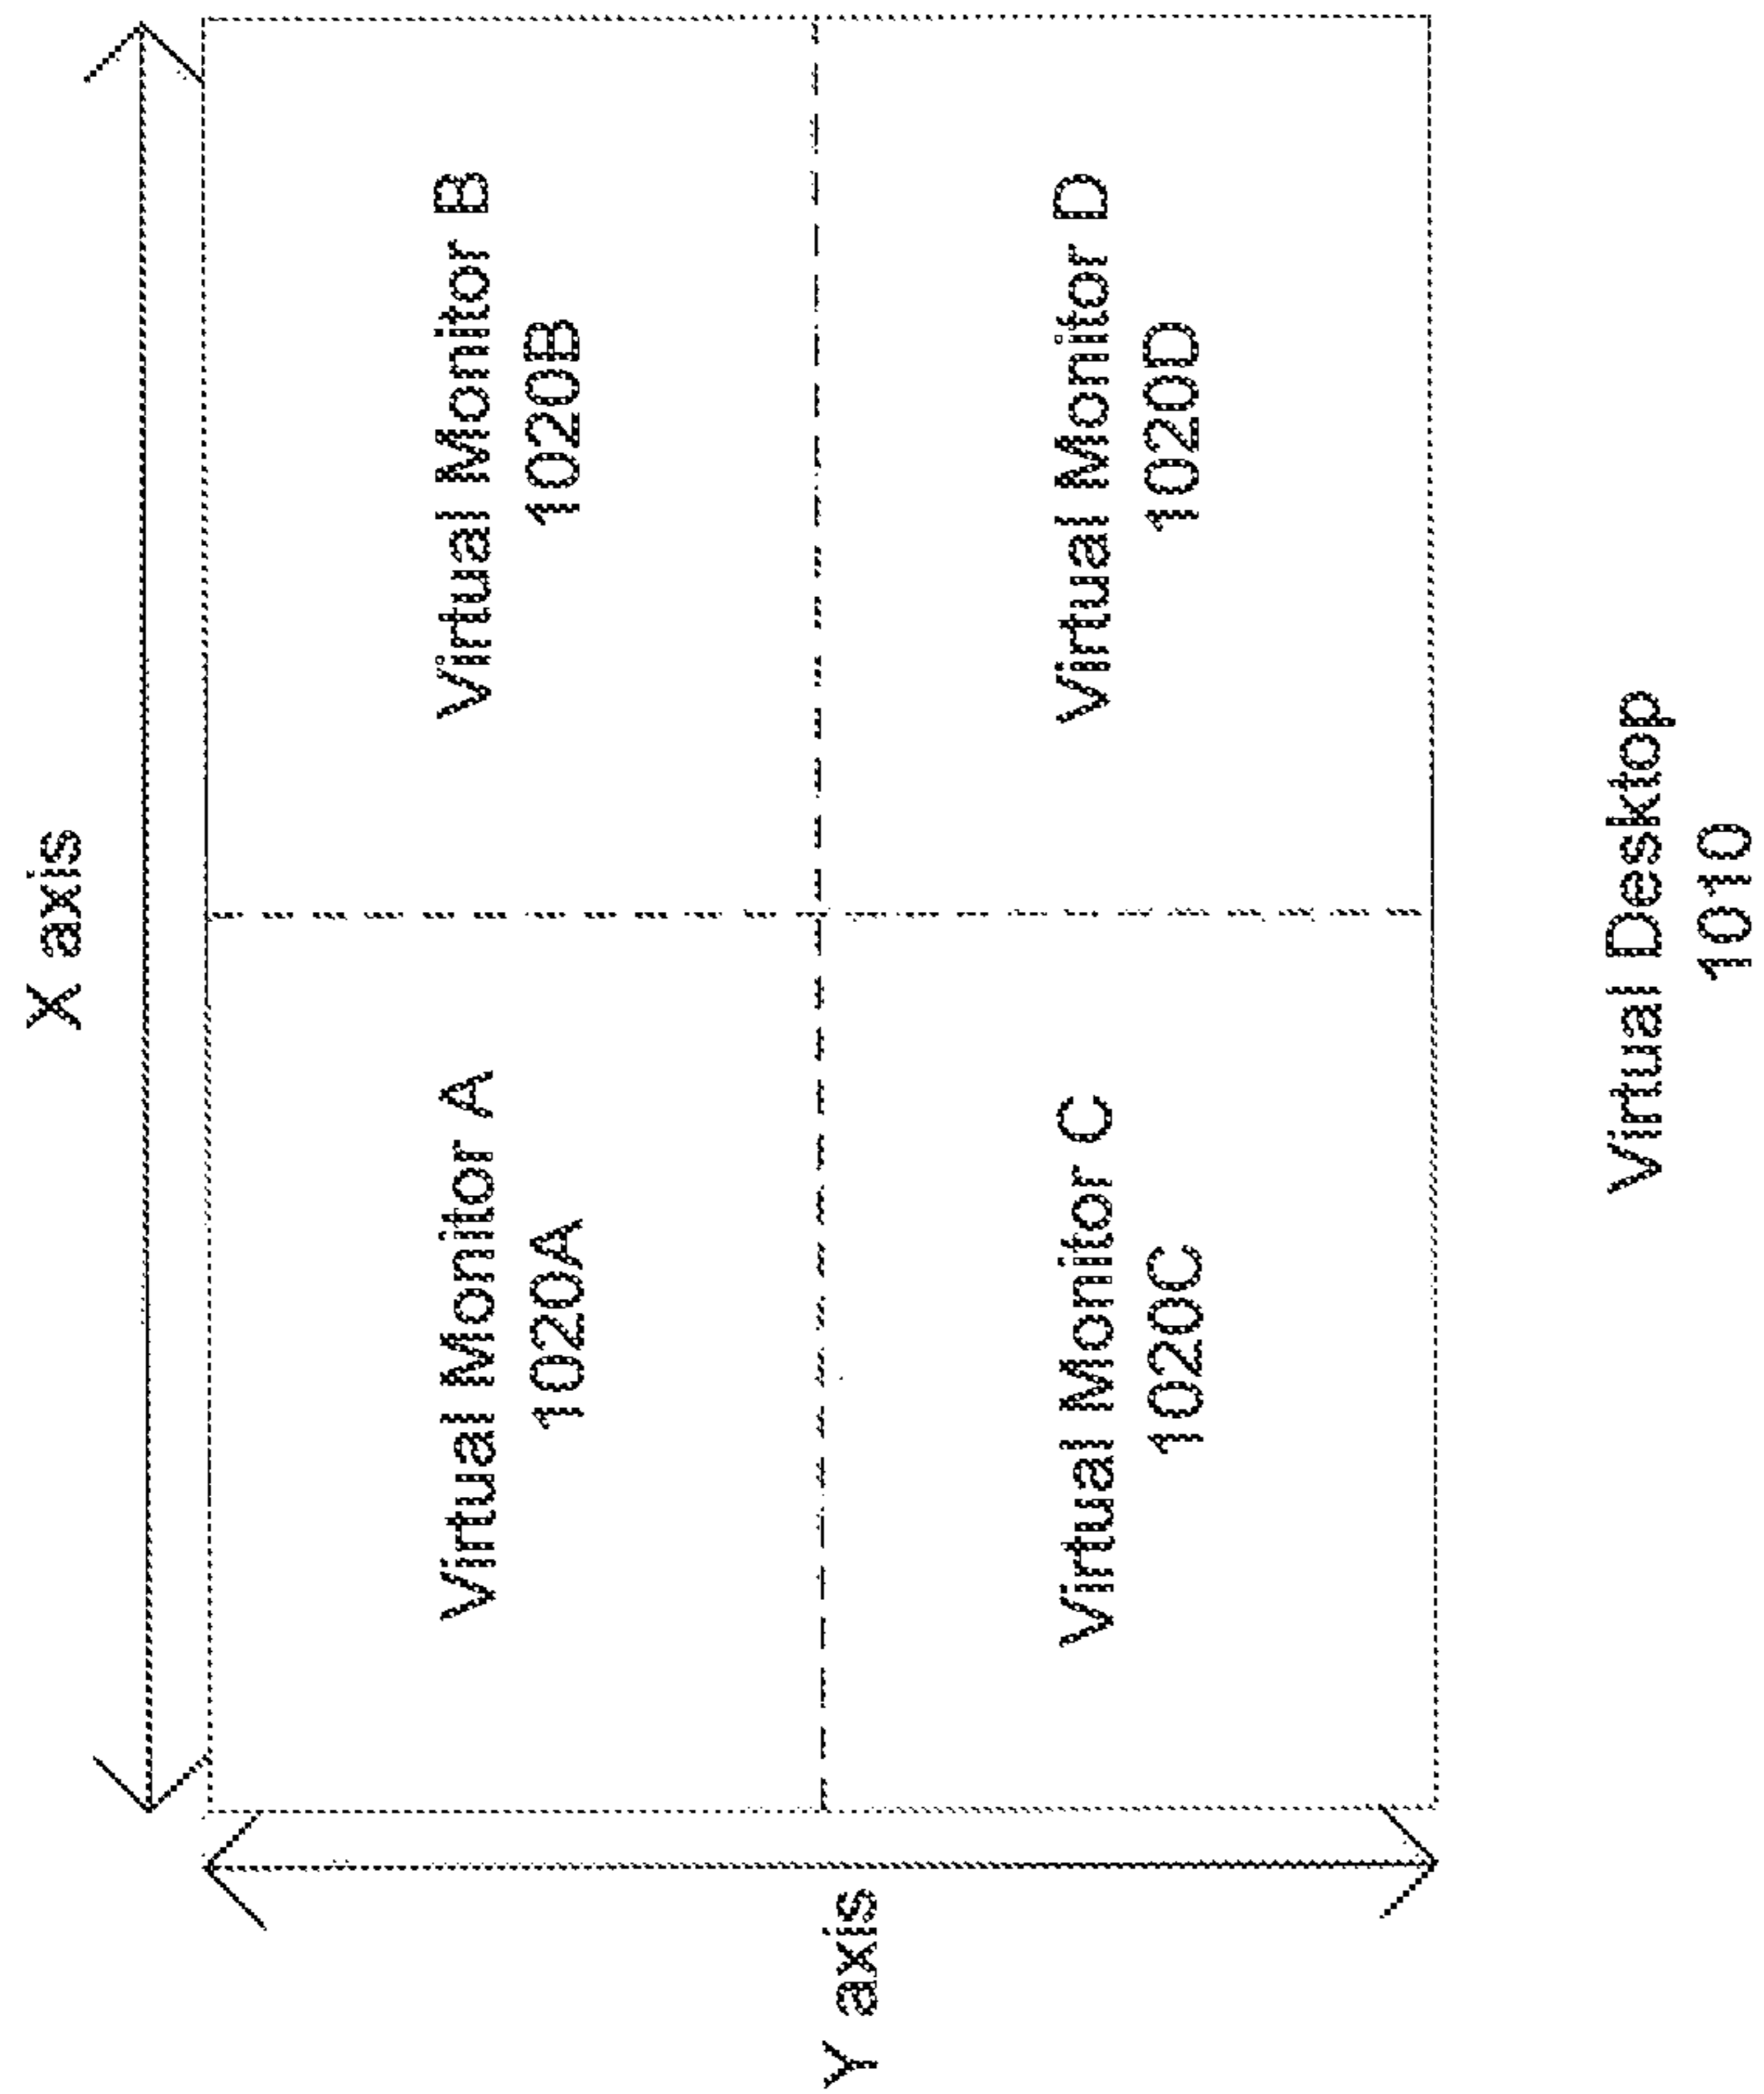 X axis
Virtual Monitor A
1020A
Virtual Monitor B
1020B
Y axis
Virtual Monitor C
1020C
Virtual Monitor D
1020D
Virtual Desktop
1010